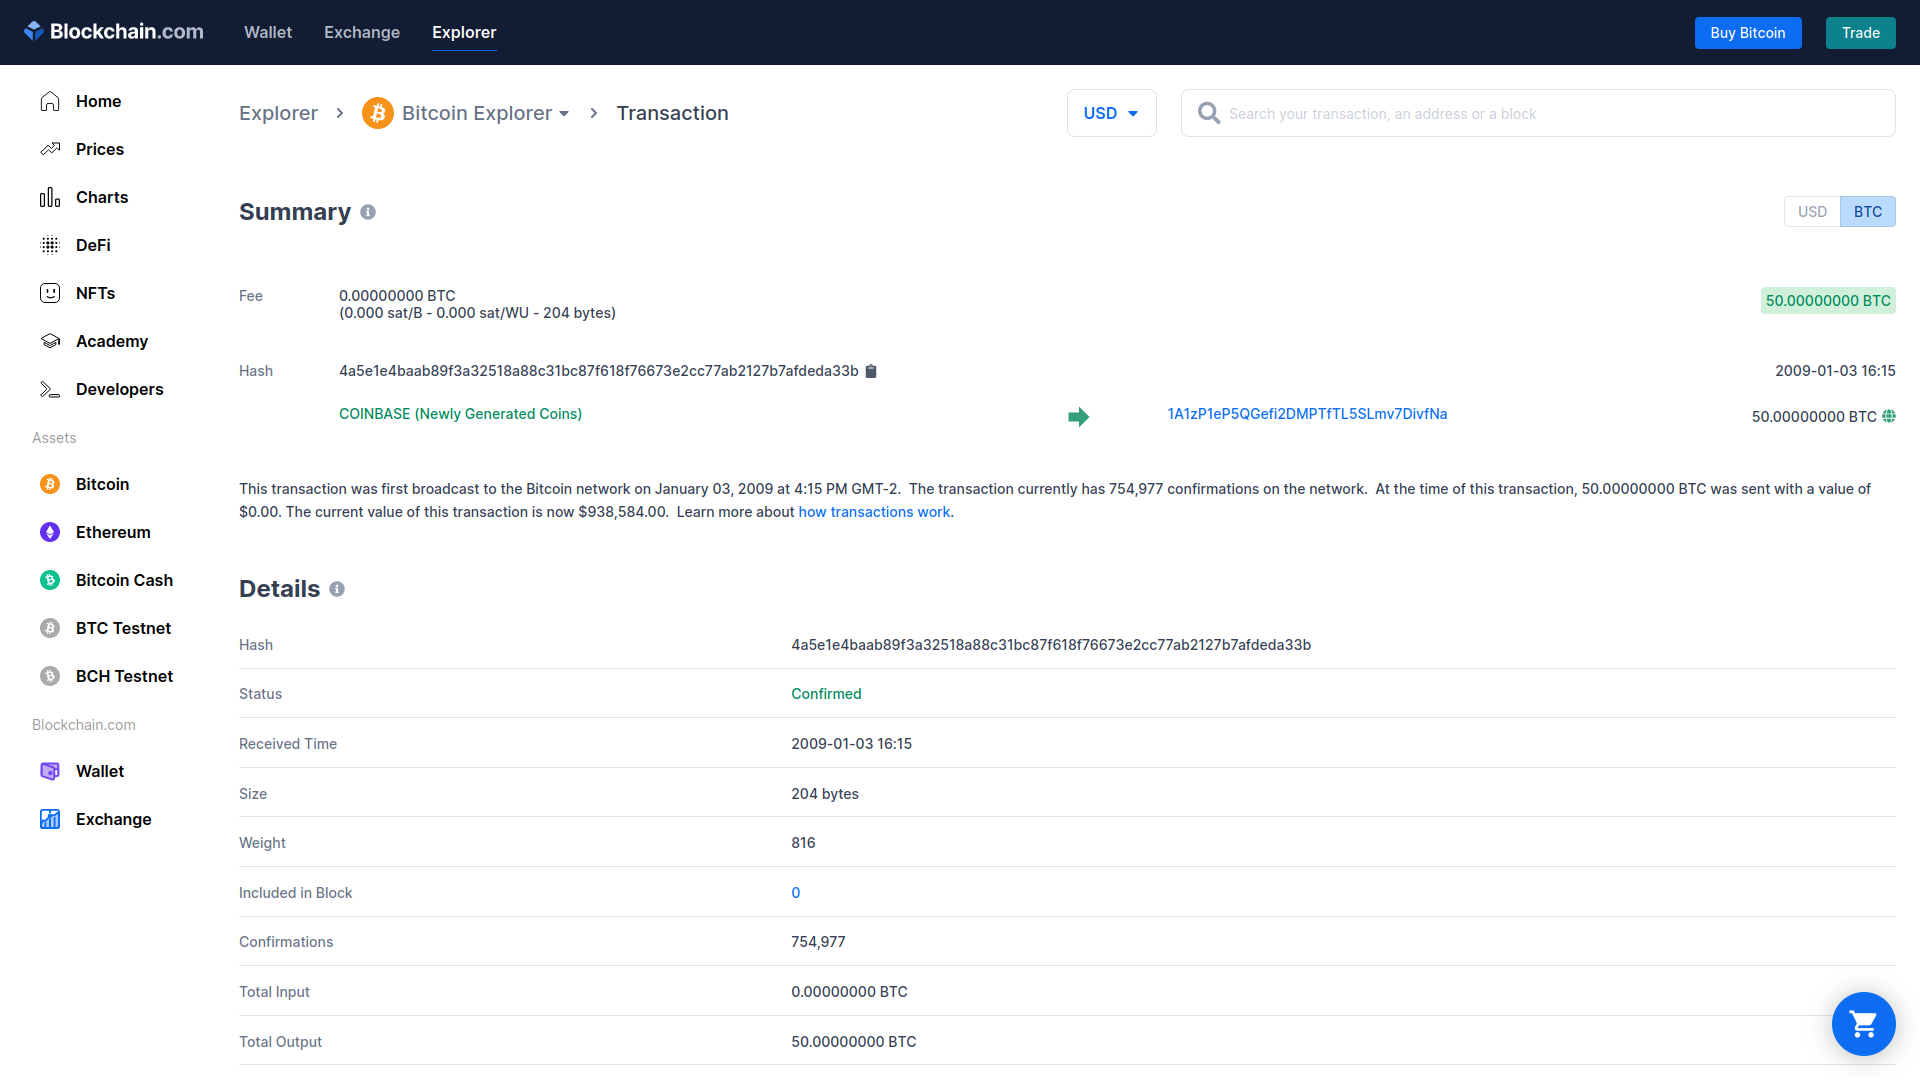 Blockchain.com Wallet Exchange Explorer Buy Bitcoin Trade
Home
Prices
Charts
DeFi
NFTs
Academy
Developers
Assets
Bitcoin
Ethereum
Bitcoin Cash
BTC Testnet
BCH Testnet
Blockchain.com
Wallet
Exchange
Explorer > Bitcoin Explorer > Transaction USD Search your transaction, an address or a block
Summary USD BTC
Fee 0.00000000 BTC 50.00000000 BTC
(0.000 sat/B - 0.000 sat/WU - 204 bytes)
Hash 4a5e1e4baab89f3a32518a88c31bc87f618f76673e2cc77ab2127b7afdeda33b 2009-01-03 16:15
COINBASE (Newly Generated Coins) 1A1zP1eP5QGefi2DMPTfTL5SLmv7DivfNa 50.00000000 BTC
This transaction was first broadcast to the Bitcoin network on January 03, 2009 at 4:15 PM GMT-2. The transaction currently has 754,977 confirmations on the network. At the time of this transaction, 50.00000000 BTC was sent with a value of
$0.00. The current value of this transaction is now $938,584.00. Learn more about how transactions work.
Details
Hash 4a5e1e4baab89f3a32518a88c31bc87f618f76673e2cc77ab2127b7afdeda33b
Status Confirmed
Received Time 2009-01-03 16:15
Size 204 bytes
Weight 816
Included in Block 0
Confirmations 754,977
Total Input 0.00000000 BTC
Total Output 50.00000000 BTC